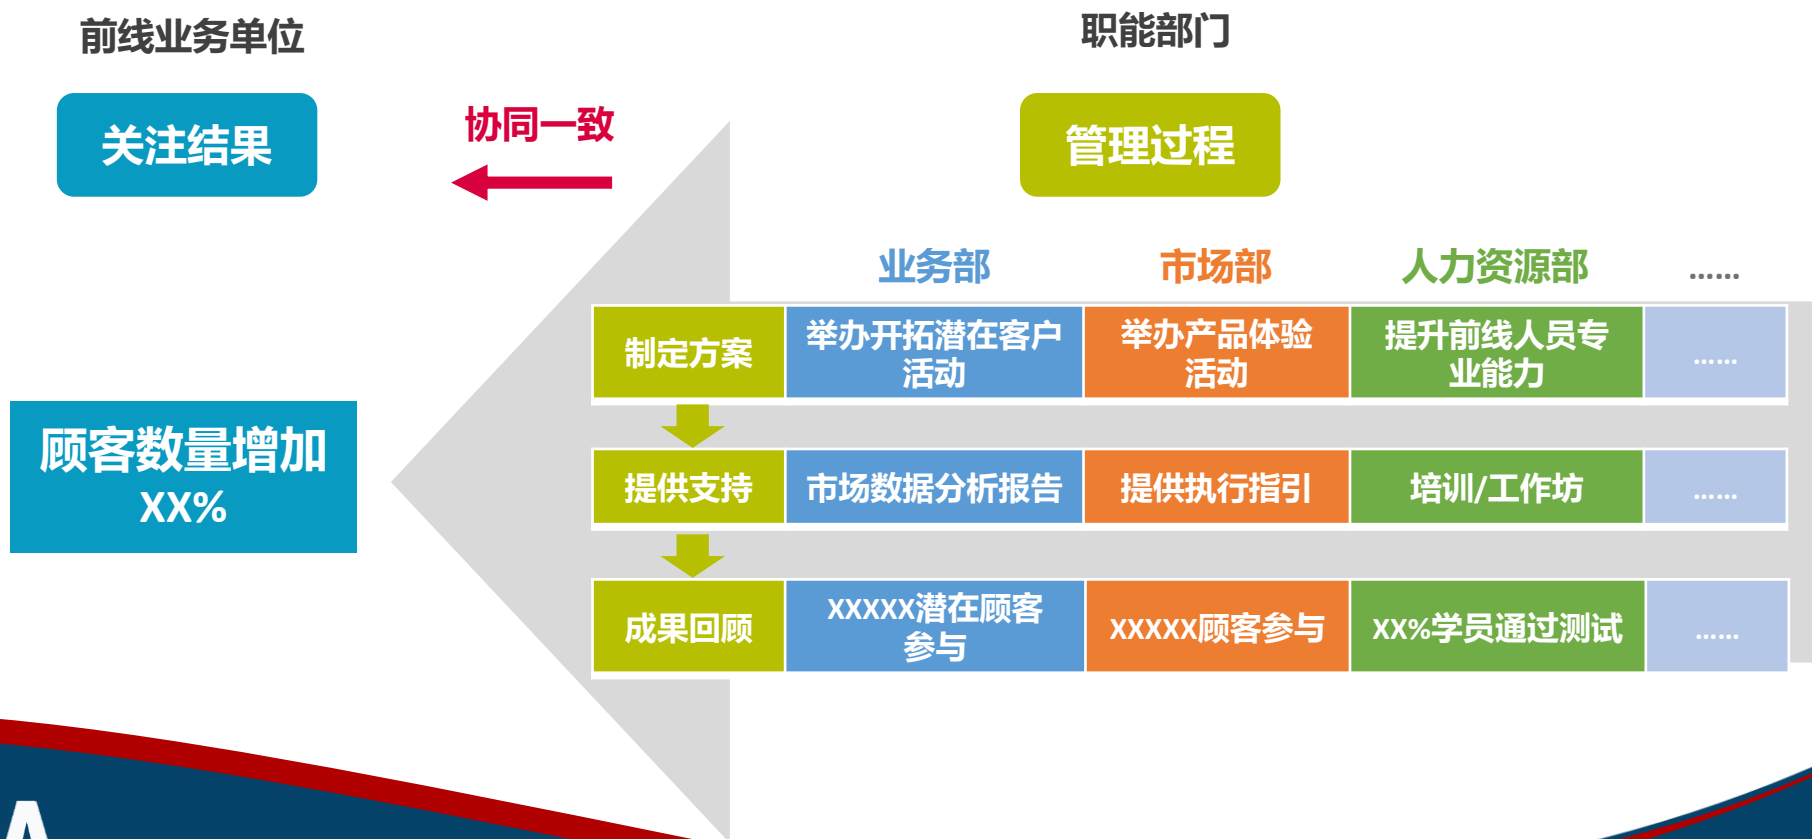 前线业务单位
职能部门
关注结果
协同一致
管理过程
业务部
市场部
人力资源部
......
制定方案
举办开拓潜在客户
活动
举办产品体验
活动
提升前线人员专
业能力
......
顾客数量增加
XX%
提供支持
市场数据分析报告
提供执行指引
培训/工作坊
......
成果回顾
XXXXX潜在顾客
参与
XXXXX顾客参与
XX%学员通过测试
......